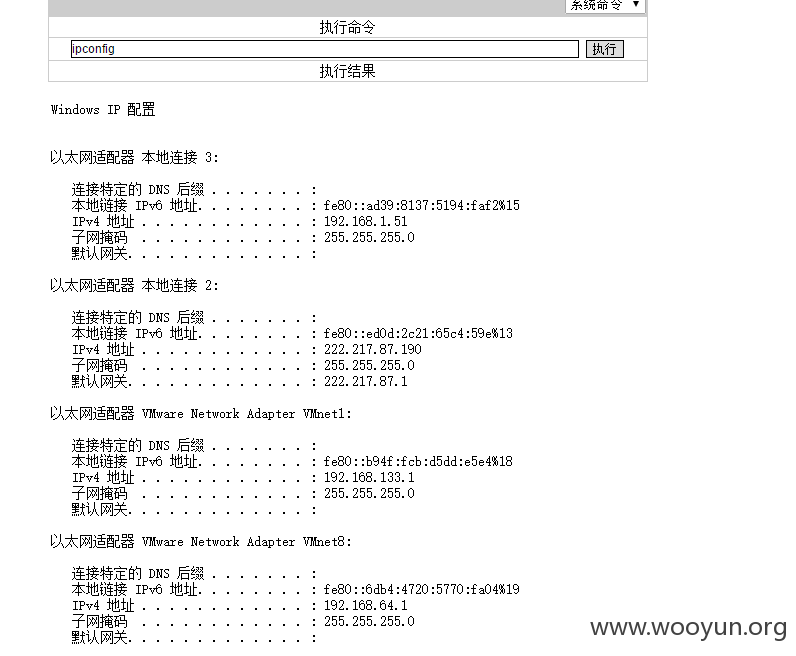 系统命令 ▼
执行命令
ipconfig 执行
执行结果
Windows IP 配置
以太网适配器 本地连接 3:
连接特定的 DNS 后缀 . . . . . . . :
本地链接 IPv6 地址. . . . . . . . : fe80::ad39:8137:5194:faf2%15
IPv4 地址 . . . . . . . . . . . . : 192.168.1.51
子网掩码 . . . . . . . . . . . . : 255.255.255.0
默认网关. . . . . . . . . . . . . :
以太网适配器 本地连接 2:
连接特定的 DNS 后缀 . . . . . . . :
本地链接 IPv6 地址. . . . . . . . : fe80::ed0d:2c21:65c4:59e%13
IPv4 地址 . . . . . . . . . . . . : 222.217.87.190
子网掩码 . . . . . . . . . . . . : 255.255.255.0
默认网关. . . . . . . . . . . . . : 222.217.87.1
以太网适配器 VMware Network Adapter VMnet1:
连接特定的 DNS 后缀 . . . . . . . :
本地链接 IPv6 地址. . . . . . . . : fe80::b94f:fcb:d5dd:e5e4%18
IPv4 地址 . . . . . . . . . . . . : 192.168.133.1
子网掩码 . . . . . . . . . . . . : 255.255.255.0
默认网关. . . . . . . . . . . . . :
以太网适配器 VMware Network Adapter VMnet8:
连接特定的 DNS 后缀 . . . . . . . :
本地链接 IPv6 地址. . . . . . . . : fe80::6db4:4720:5770:fa04%19
IPv4 地址 . . . . . . . . . . . . : 192.168.64.1
子网掩码 . . . . . . . . . . . . : 255.255.255.0
默认网关. . . . . . . . . . . . . :
www.wooyun.org